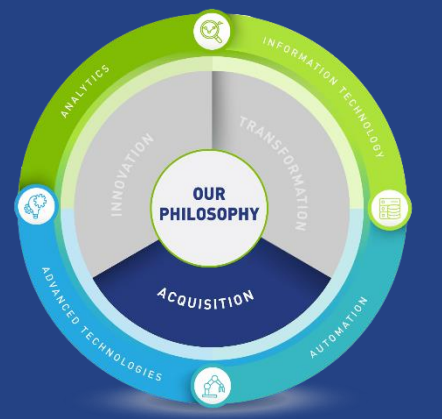 ANALYTICS
INFORMATION TECHNOLOGY
INNOVATION
TRANSFORMATION
OUR
PHILOSOPHY
ACQUISITION
ADVANCED TECHNOLOGIES
AUTOMATION